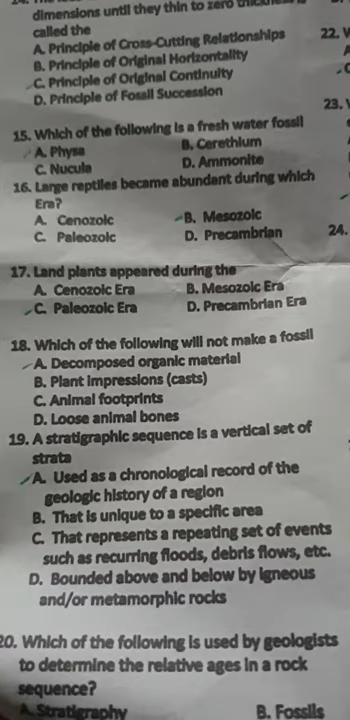 dimensions until they thin to zero
called the
A. Principle of Cross-Cutting Relationships
B. Principle of Original Horizontality
C. Principle of Original Continuity
D. Principle of Fossil Succession
15. Which of the following is a fresh water fossil
A. Physa B. Cerethium
C. Nucula D. Ammonite
16. Large reptiles became abundant during which
Era?
A. Cenozoic B. Mesozoic
C. Paleozoic D. Precambrian
17. Land plants appeared during the
A. Cenozoic Era B. Mesozoic Era
C. Paleozoic Era D. Precambrian Era
18. Which of the following will not make a fossil
A. Decomposed organic material
B. Plant impressions (casts)
C. Animal footprints
D. Loose animal bones
19. A stratigraphic sequence is a vertical set of
strata
A. Used as a chronological record of the
geologic history of a region
B. That is unique to a specific area
C. That represents a repeating set of events
such as recurring floods, debris flows, etc.
D. Bounded above and below by igneous
and/or metamorphic rocks
20. Which of the following is used by geologists
to determine the relative ages in a rock
sequence?
A. Stratigraphy B. Fossils
22.
23.
24.